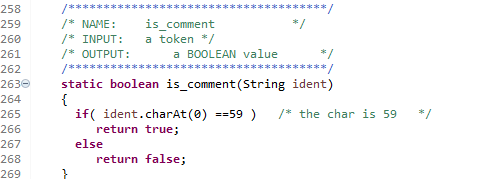 258 /*************************************/
259 /* NAME: is_comment */
260 /* INPUT: a token */
261 /* OUTPUT: a BOOLEAN value */
262 /*************************************/
263 static boolean is_comment(String ident)
264 {
265 if( ident.charAt(0) ==59 ) /* the char is 59 */
266 return true;
267 else
268 return false;
269 }